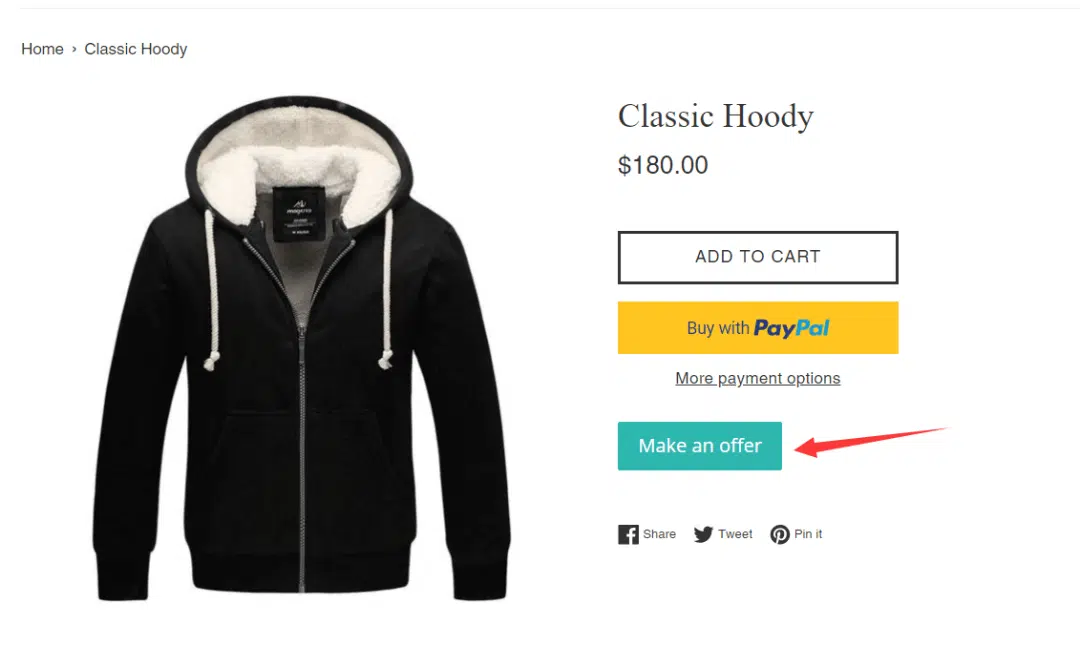 Home › Classic Hoody
Classic Hoody
$180.00
ADD TO CART
Buy with PayPal
More payment options
Make an offer
Share Tweet Pin it